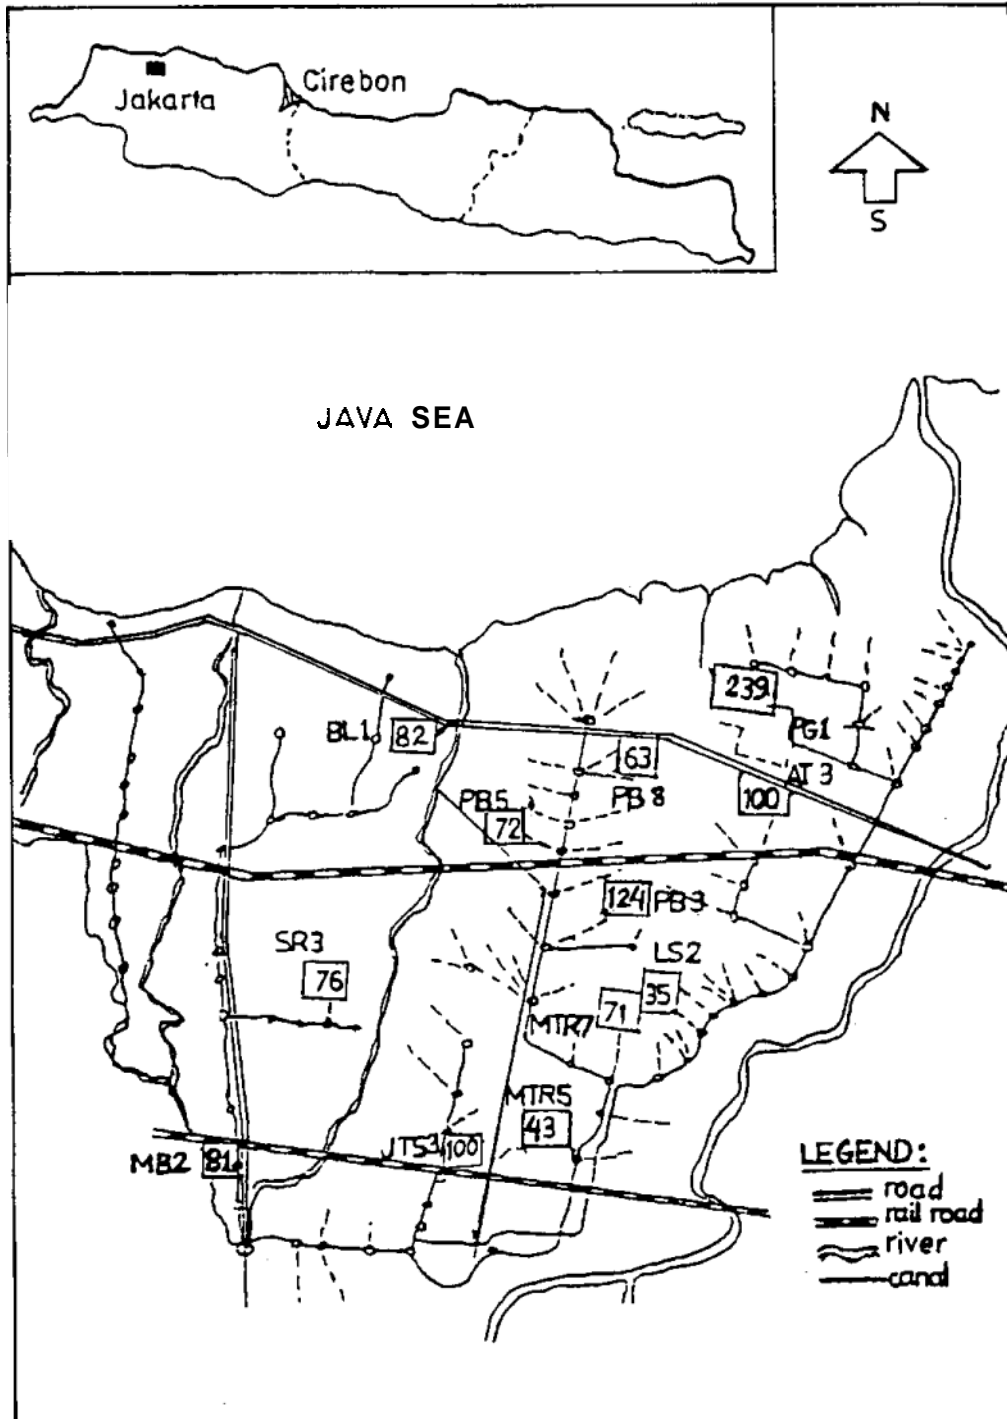 Cirebon
Jakarta
N
S
JAVA SEA
239
PG1
BL1 82
63
PB8
AT3
100
PB5
72
124 PB3
SR3
76
LS2
35
71
MTR7
MTR5
43
JTS3 100
MB2 81
LEGEND:
road
rail road
river
canal